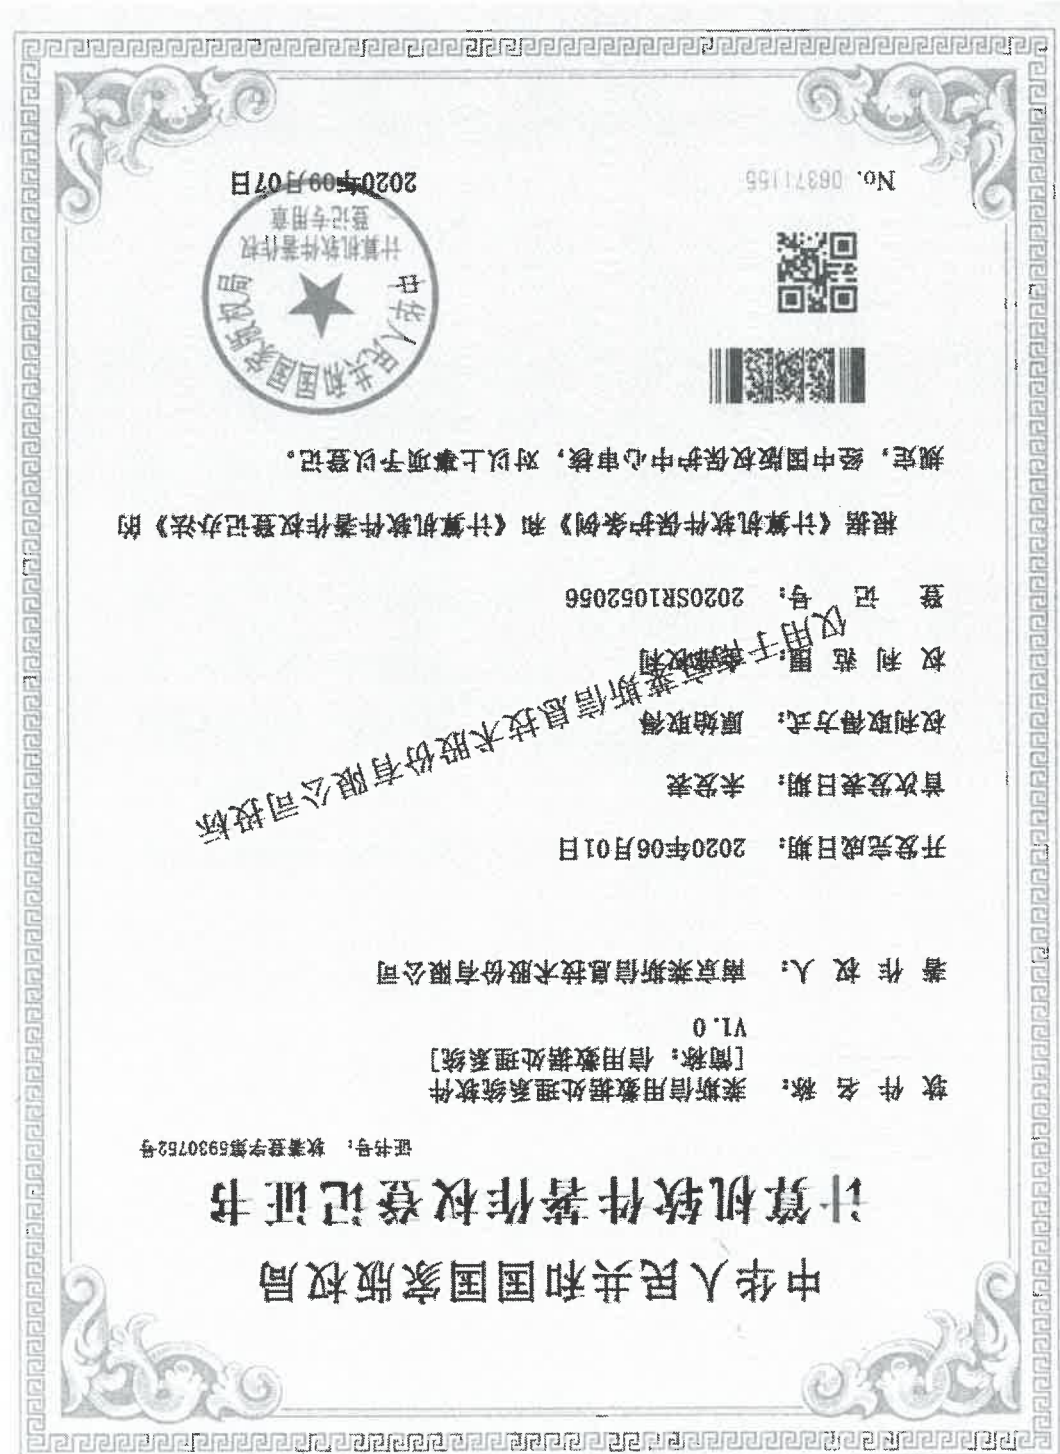 中华人民共和国国家版权局
计算机软件著作权登记证书
证书号: 软著登字第5930752号
软件名称: 莱斯信用数据处理系统软件
[简称: 信用数据处理系统]
V1.0
著作权人: 南京莱斯信息技术股份有限公司
开发完成日期: 2020年06月01日
首次发表日期: 未发表
权利取得方式: 原始取得
权利范围: 全部权利
登记号: 2020SR1052056
仅用于南京莱斯信息技术股份有限公司投标
根据《计算机软件保护条例》和《计算机软件著作权登记办法》的
规定,经中国版权保护中心审核,对以上事项予以登记。
中华人民共和国国家版权局
计算机软件著作权
登记专用章
No. 06371155
2020年09月07日